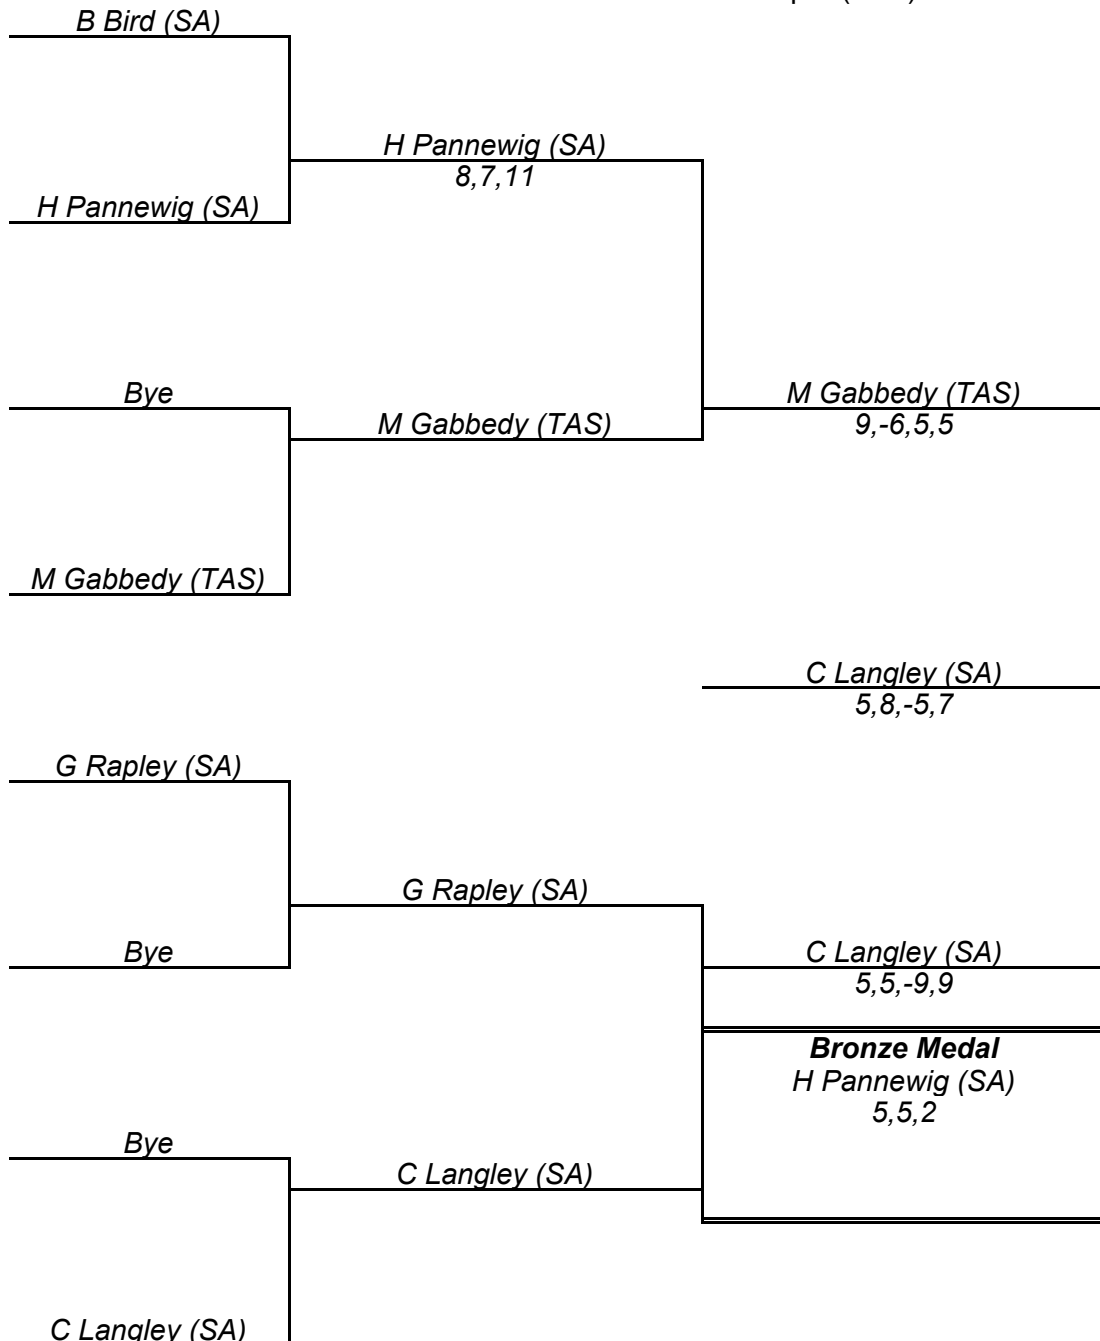 B Bird (SA)
H Pannewig (SA)
8,7,11
H Pannewig (SA)
Bye
M Gabbedy (TAS)
9,-6,5,5
M Gabbedy (TAS)
M Gabbedy (TAS)
C Langley (SA)
5,8,-5,7
G Rapley (SA)
G Rapley (SA)
Bye
C Langley (SA)
5,5,-9,9
Bronze Medal
H Pannewig (SA)
5,5,2
Bye
C Langley (SA)
C Langley (SA)